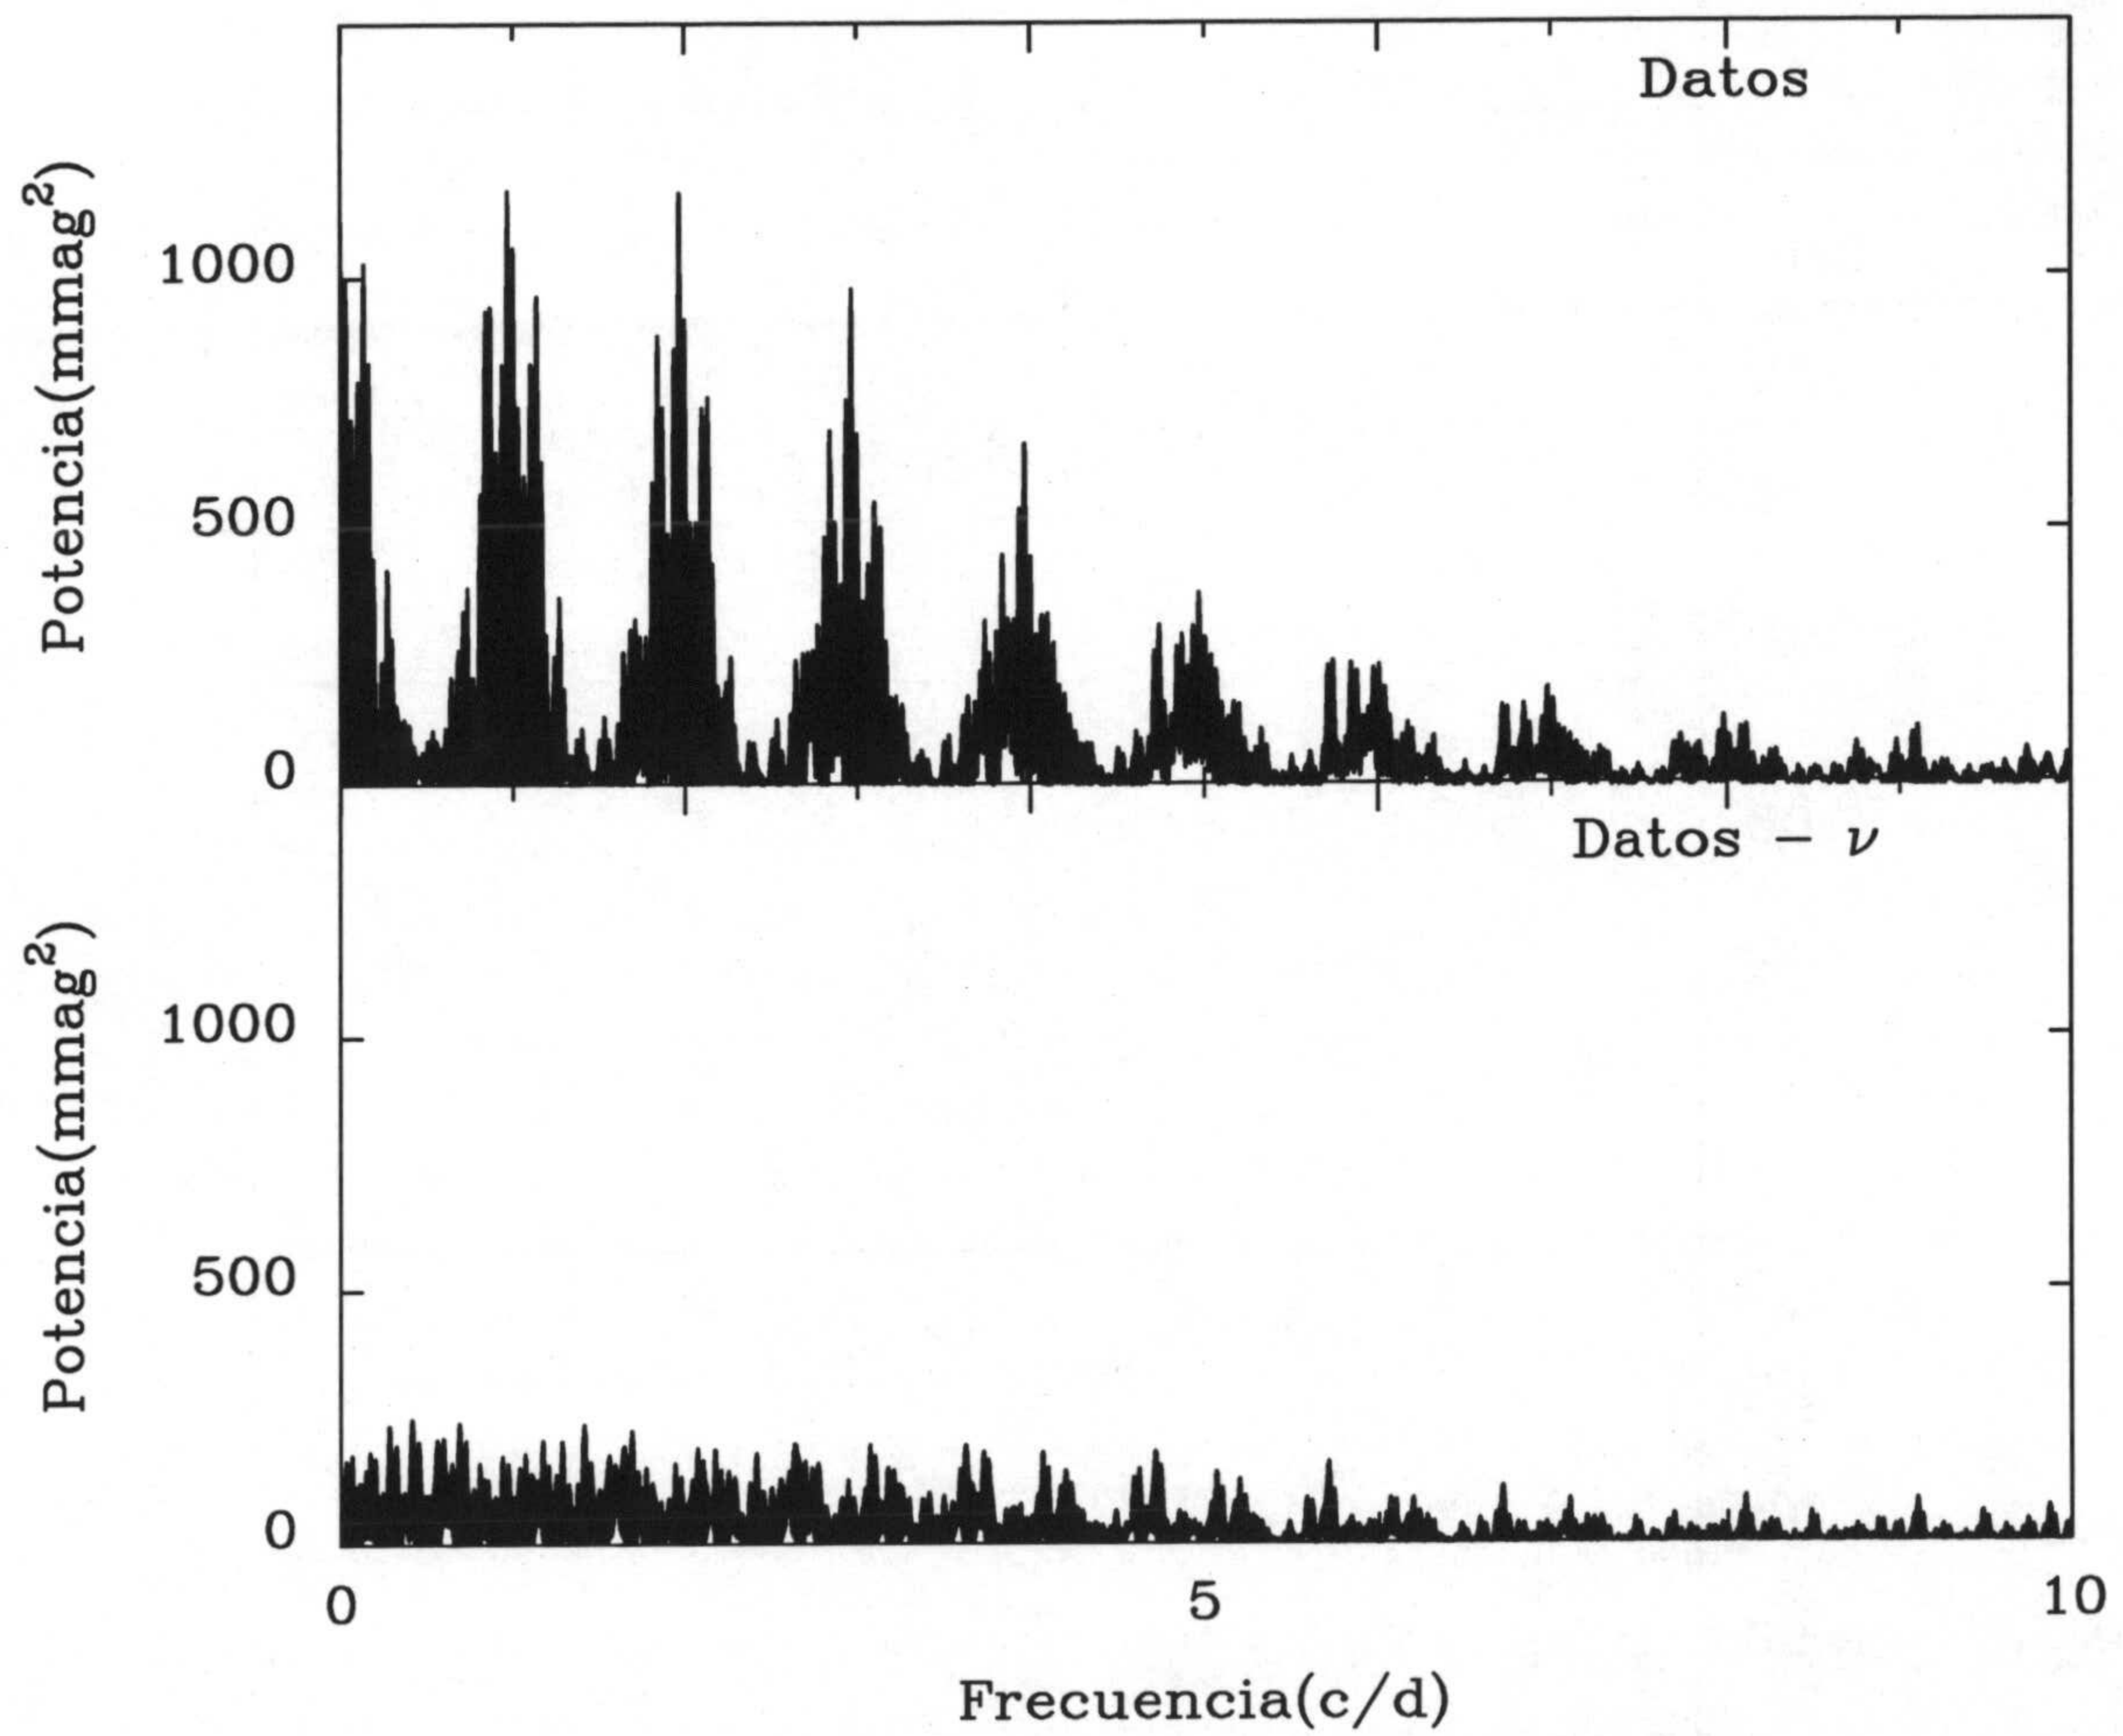 Datos
Potencia(mmag²)
1000
500
0
Datos – ν
Potencia(mmag²)
1000
500
0
0 5 10
Frecuencia(c/d)